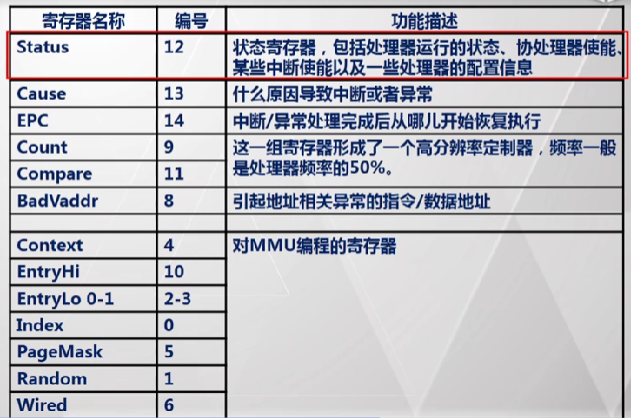 寄存器名称 编号 功能描述
Status 12 状态寄存器，包括处理器运行的状态、协处理器使能、
某些中断使能以及一些处理器的配置信息
Cause 13 什么原因导致中断或者异常
EPC 14 中断/异常处理完成后从哪儿开始恢复执行
Count 9 这一组寄存器形成了一个高分辨率定制器，频率一般
Compare 11 是处理器频率的50%。
BadVaddr 8 引起地址相关异常的指令/数据地址
Context 4 对MMU编程的寄存器
EntryHi 10
EntryLo 0-1 2-3
Index 0
PageMask 5
Random 1
Wired 6